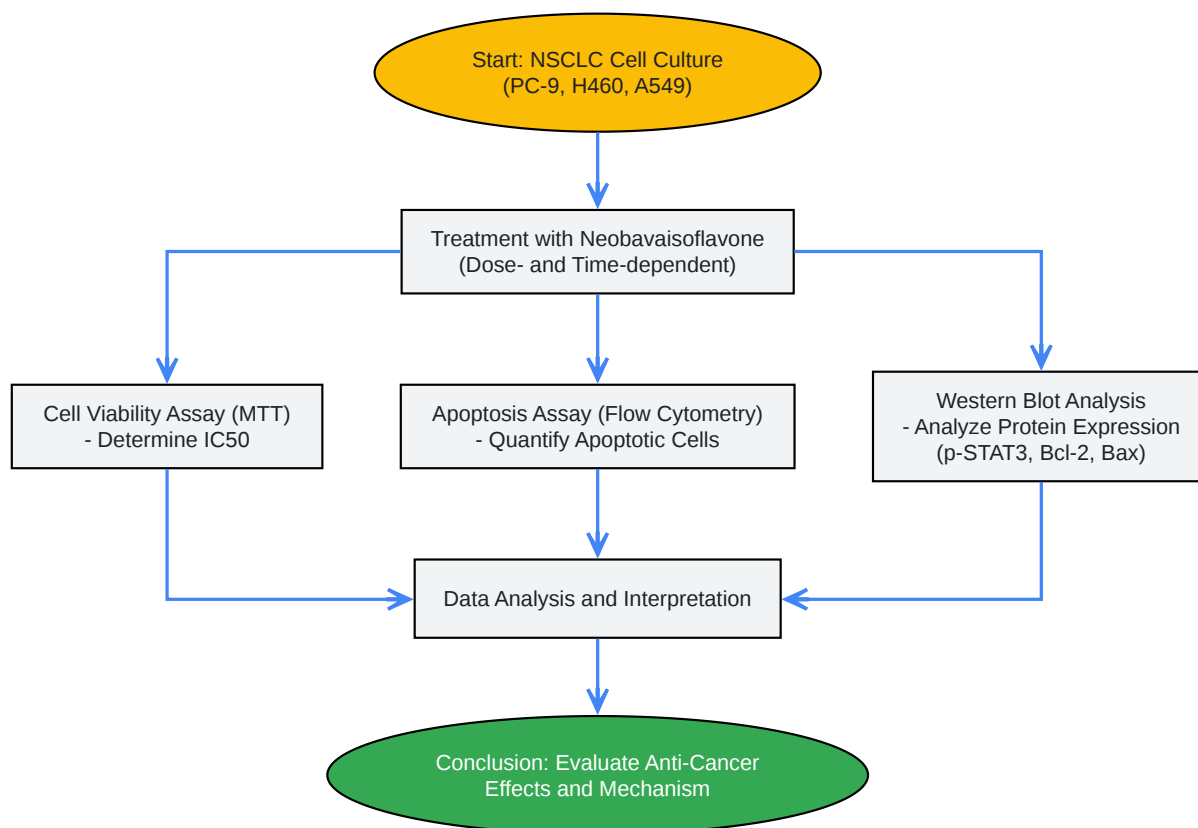 Start: NSCLC Cell Culture
(PC-9, H460, A549)
Treatment with Neobavaisoflavone
(Dose- and Time-dependent)
Cell Viability Assay (MTT)
- Determine IC50
Apoptosis Assay (Flow Cytometry)
- Quantify Apoptotic Cells
Western Blot Analysis
- Analyze Protein Expression
(p-STAT3, Bcl-2, Bax)
Data Analysis and Interpretation
Conclusion: Evaluate Anti-Cancer
Effects and Mechanism